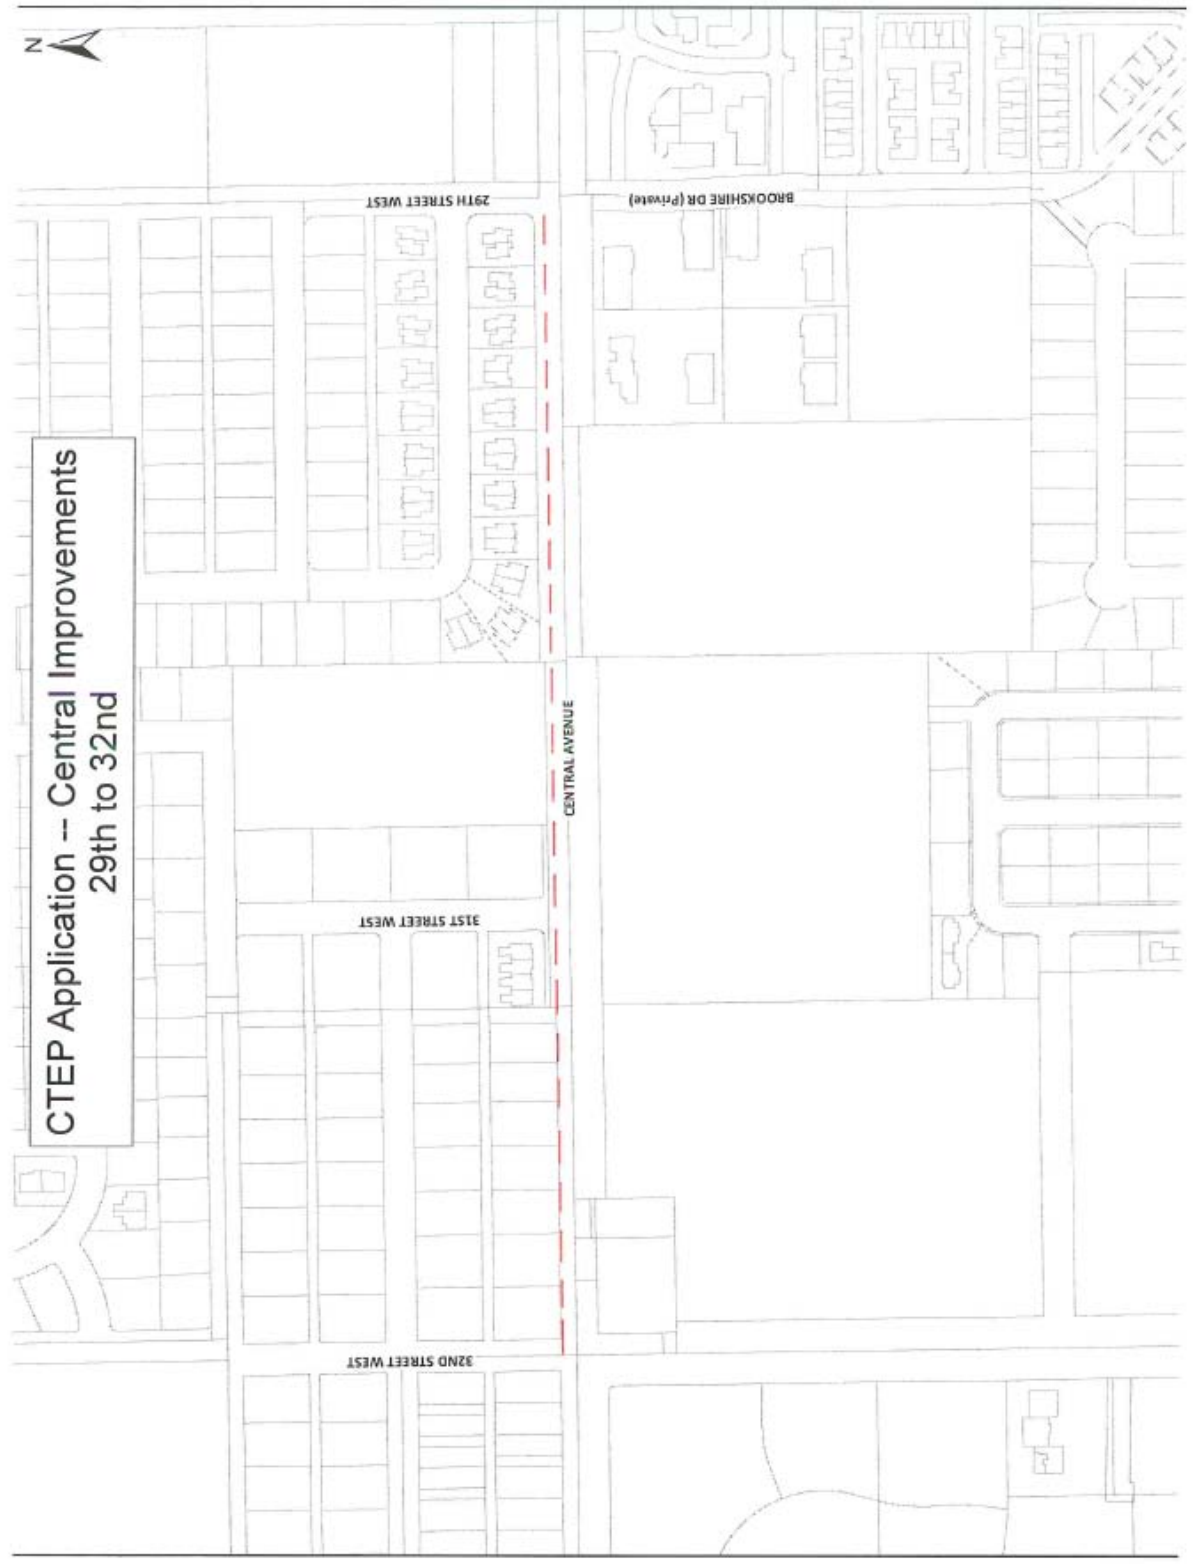 CTEP Application -- Central Improvements
29th to 32nd
N
29TH STREET WEST
BROOKSHIRE DR (Private)
CENTRAL AVENUE
31ST STREET WEST
32ND STREET WEST